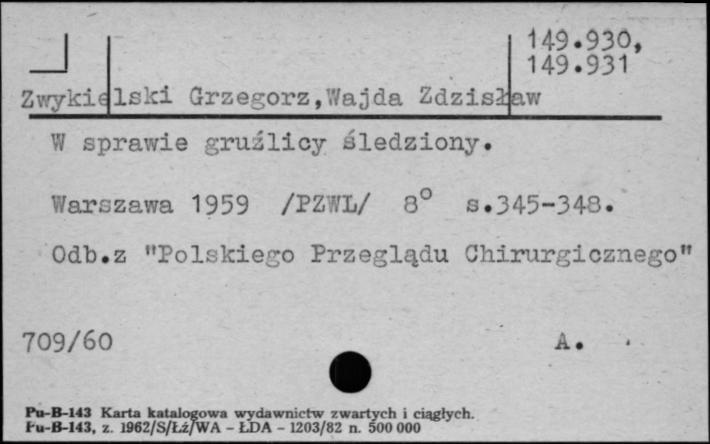 149.930,
149.931
Zwykielski Grzegorz,Wajda Zdzisław
W sprawie gruźlicy śledziony.
Warszawa 1959 /PZWL/ 8° s.345-348.
Odb.z "Polskiego Przeglądu Chirurgicznego"
709/60 A.
Pu-B-143 Karta katalogowa wydawnictw zwartych i ciągłych.
Pu-B-143, z. 1962/S/Łź/WA - ŁDA - 1203/82 n. 500 000